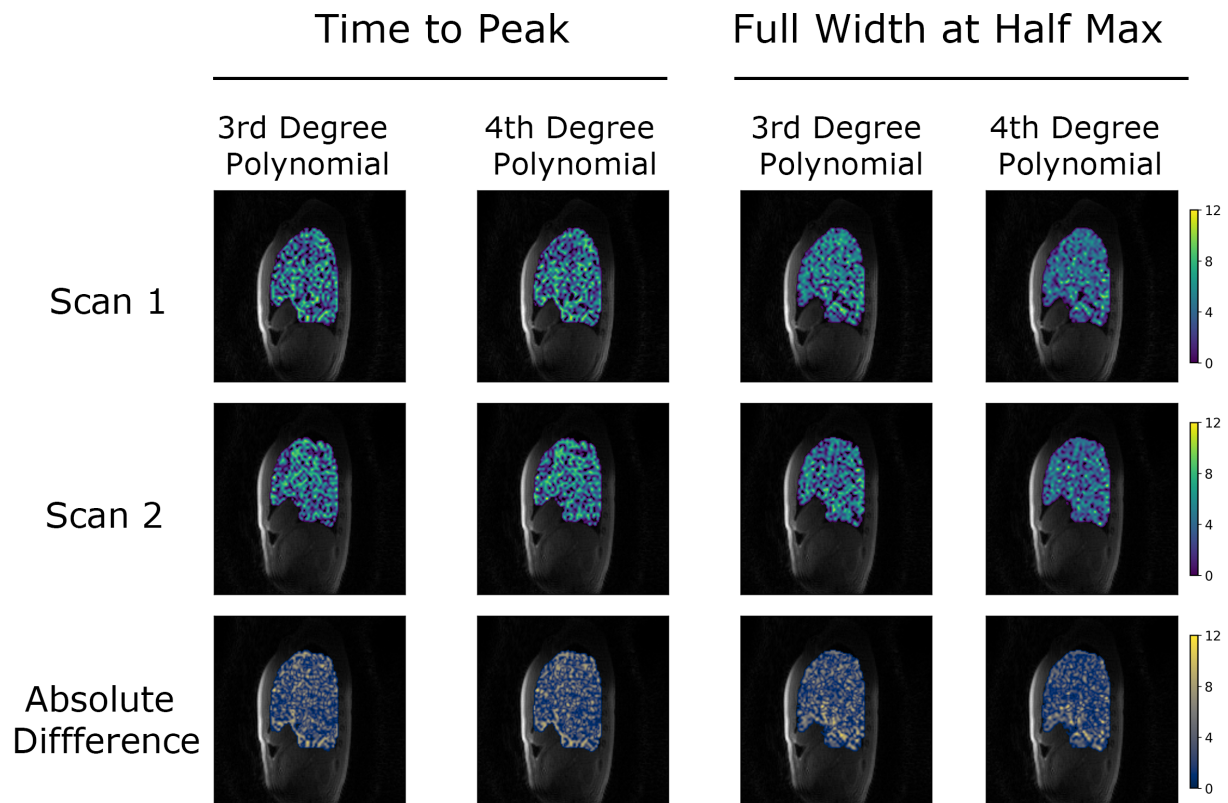 Time to Peak
Full Width at Half Max
3rd Degree
Polynomial
4th Degree
Polynomial
3rd Degree
Polynomial
4th Degree
Polynomial
Scan 1
12
8
4
0
Scan 2
12
8
4
0
Absolute
Diffference
12
8
4
0